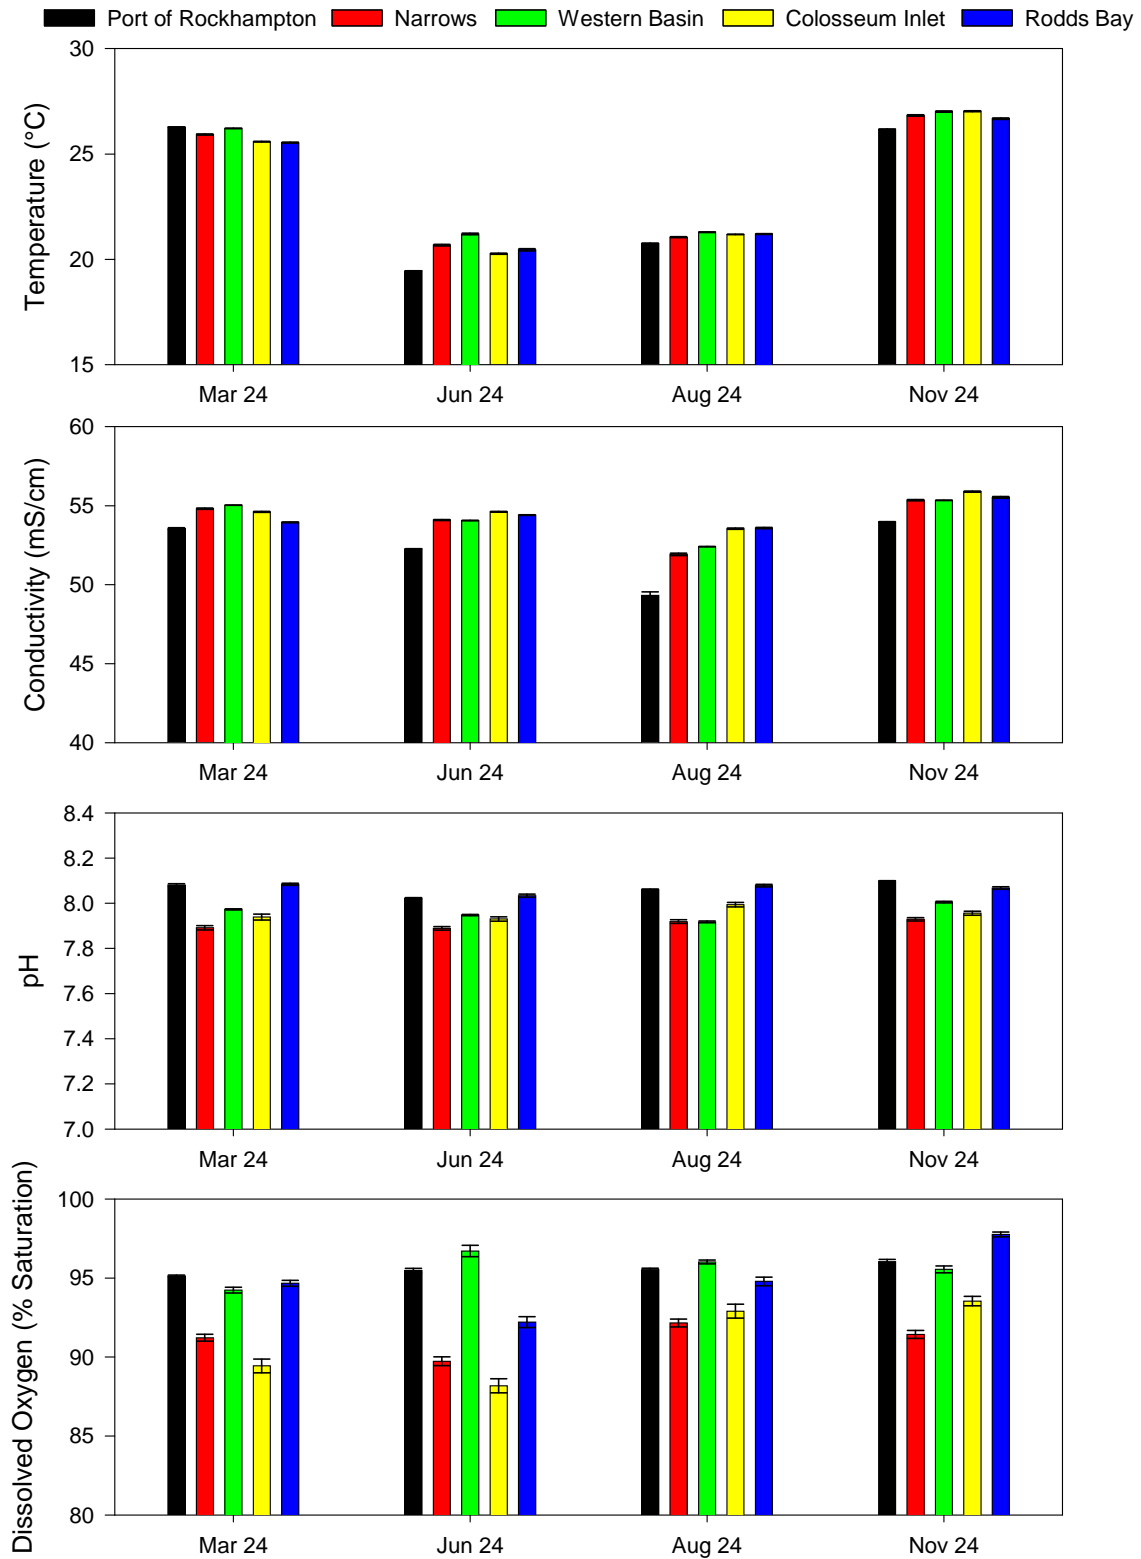 Port of Rockhampton Narrows Western Basin Colosseum Inlet Rodds Bay
Temperature (°C)
30
25
20
15
Mar 24 Jun 24 Aug 24 Nov 24
Conductivity (mS/cm)
60
55
50
45
40
Mar 24 Jun 24 Aug 24 Nov 24
pH
8.4
8.2
8.0
7.8
7.6
7.4
7.2
7.0
Mar 24 Jun 24 Aug 24 Nov 24
Dissolved Oxygen (% Saturation)
100
95
90
85
80
Mar 24 Jun 24 Aug 24 Nov 24